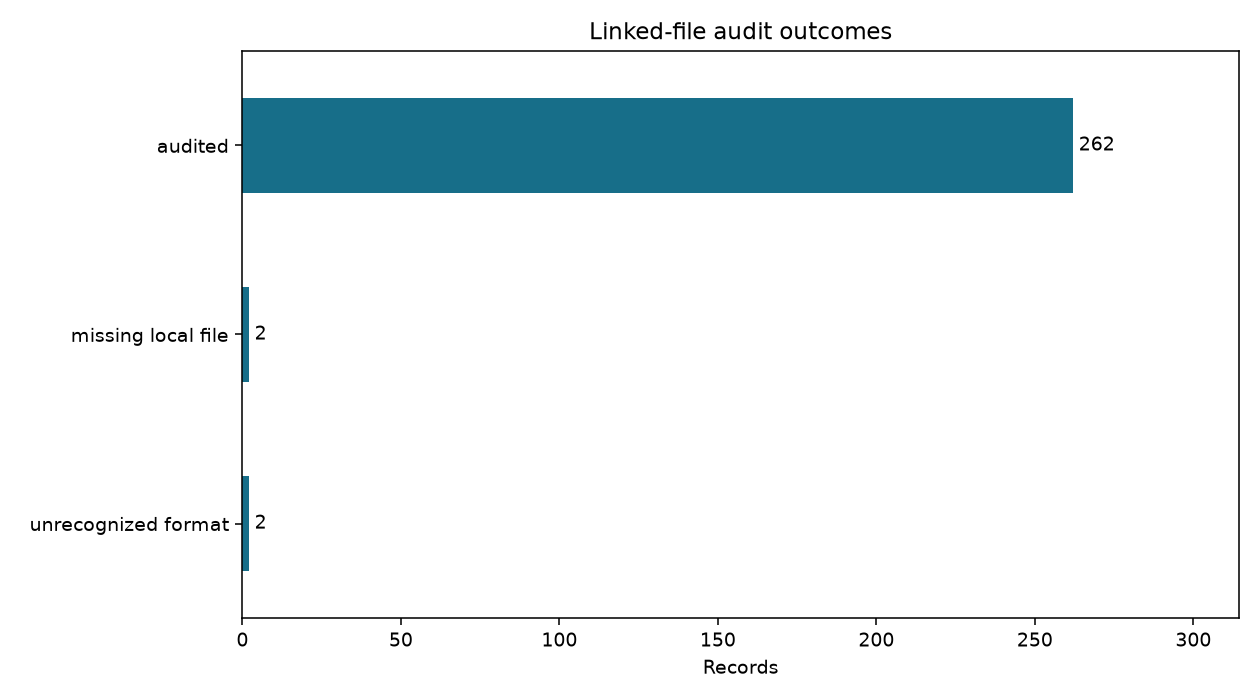 Linked-file audit outcomes
audited
262
missing local file
2
unrecognized format
2
0 50 100 150 200 250 300
Records